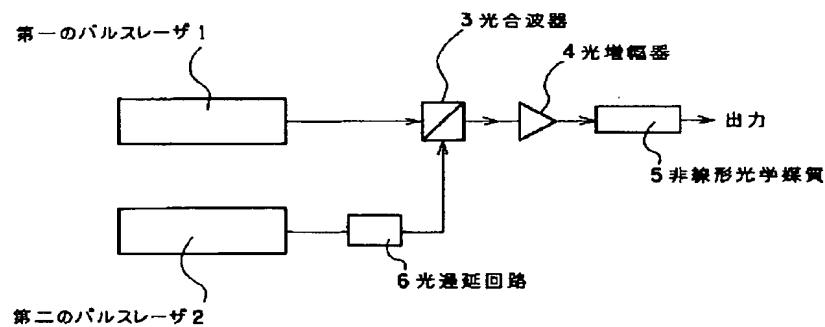 第一のパルスレーザ1
3光合波器
4光増幅器
出力
5非線形光学媒質
6光遅延回路
第二のパルスレーザ2